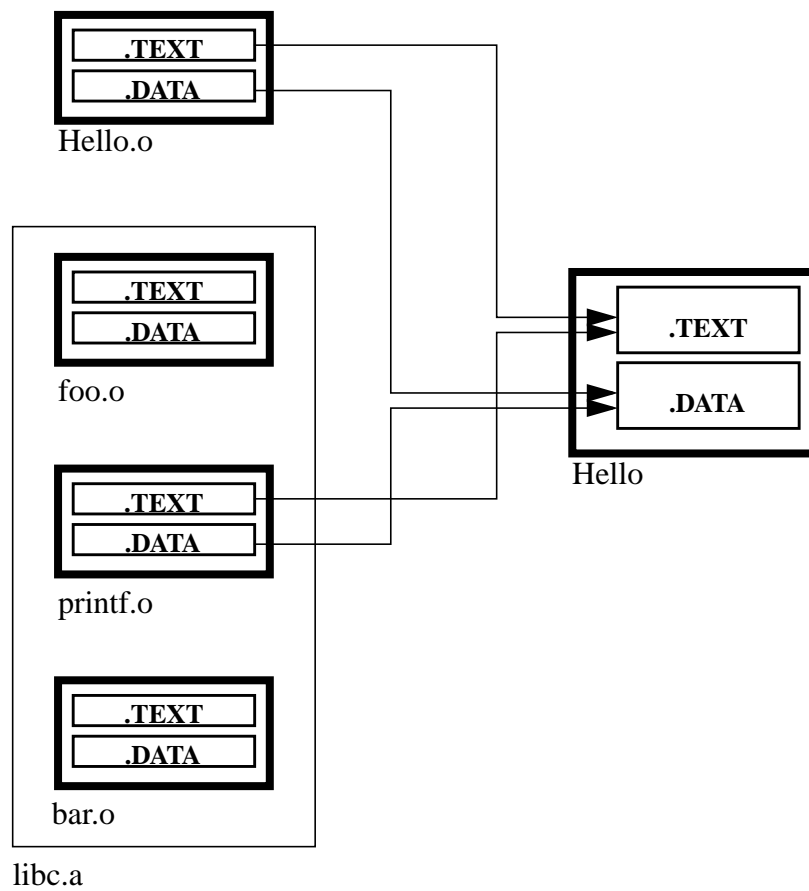 .TEXT
.DATA
Hello.o
.TEXT
.DATA
foo.o
.TEXT
.DATA
printf.o
.TEXT
.DATA
bar.o
libc.a
.TEXT
.DATA
Hello